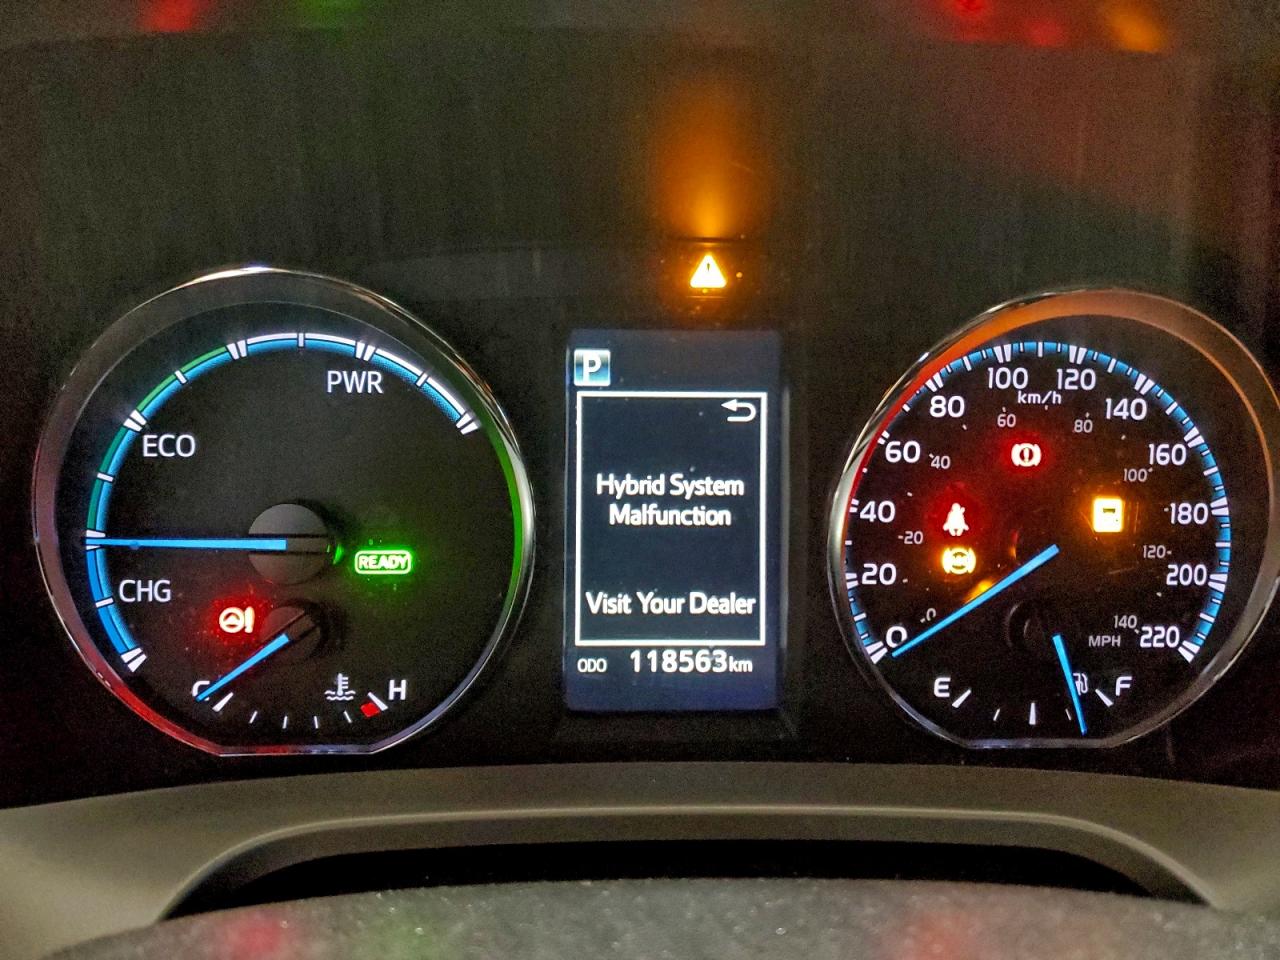 PWR
ECO
CHG
READY
C
H
P
Hybrid System
Malfunction
Visit Your Dealer
ODO 118563km
0
20
40
60
80
100
120
140
160
180
200
220
km/h
0
20
40
60
80
100
120
140
MPH
E
F